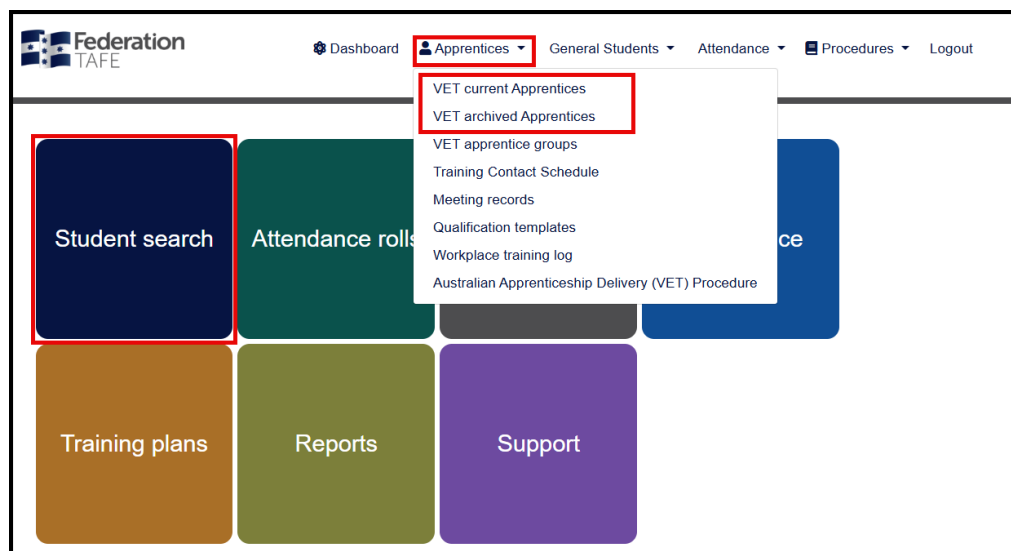 Federation
TAFE
Dashboard Apprentices General Students Attendance Procedures Logout
VET current Apprentices
VET archived Apprentices
VET apprentice groups
Training Contact Schedule
Meeting records
Qualification templates
Workplace training log
Australian Apprenticeship Delivery (VET) Procedure
Student search
Attendance rolls
Training plans
Reports
Support